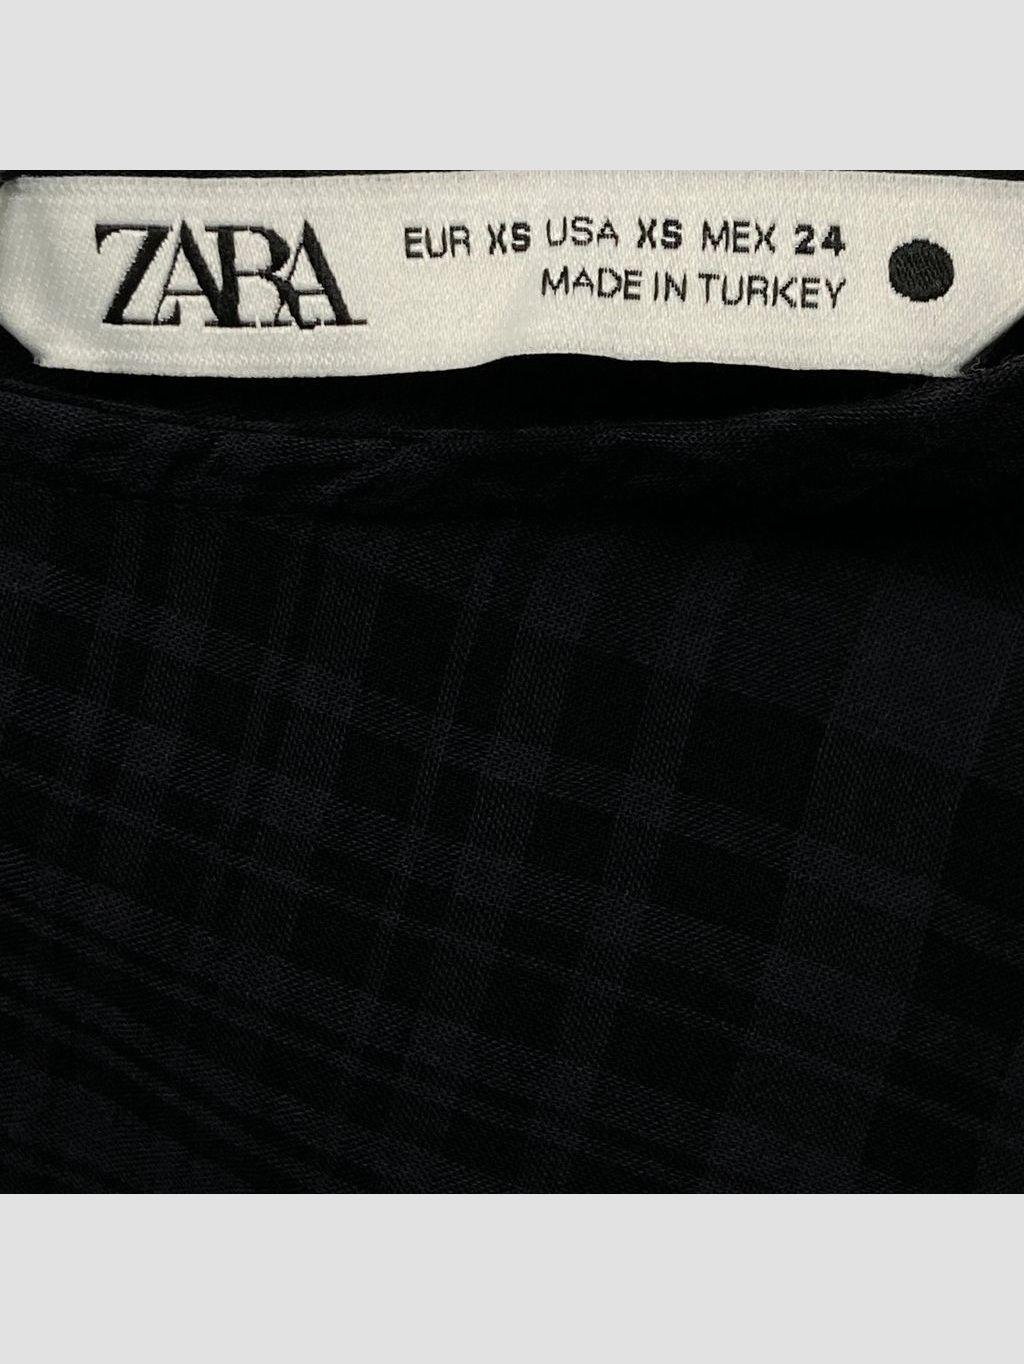 ZARA
EUR XS USA XS MEX 24
MADE IN TURKEY